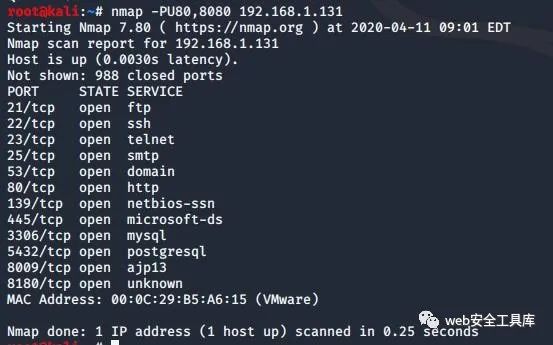 root@kali:~# nmap -PU80,8080 192.168.1.131
Starting Nmap 7.80 ( https://nmap.org ) at 2020-04-11 09:01 EDT
Nmap scan report for 192.168.1.131
Host is up (0.0030s latency).
Not shown: 988 closed ports
PORT     STATE SERVICE
21/tcp   open  ftp
22/tcp   open  ssh
23/tcp   open  telnet
25/tcp   open  smtp
53/tcp   open  domain
80/tcp   open  http
139/tcp  open  netbios-ssn
445/tcp  open  microsoft-ds
3306/tcp open  mysql
5432/tcp open  postgresql
8009/tcp open  ajp13
8180/tcp open  unknown
MAC Address: 00:0C:29:B5:A6:15 (VMware)
Nmap done: 1 IP address (1 host up) scanned in 0.25 seconds
web安全工具库
root@kali:~#